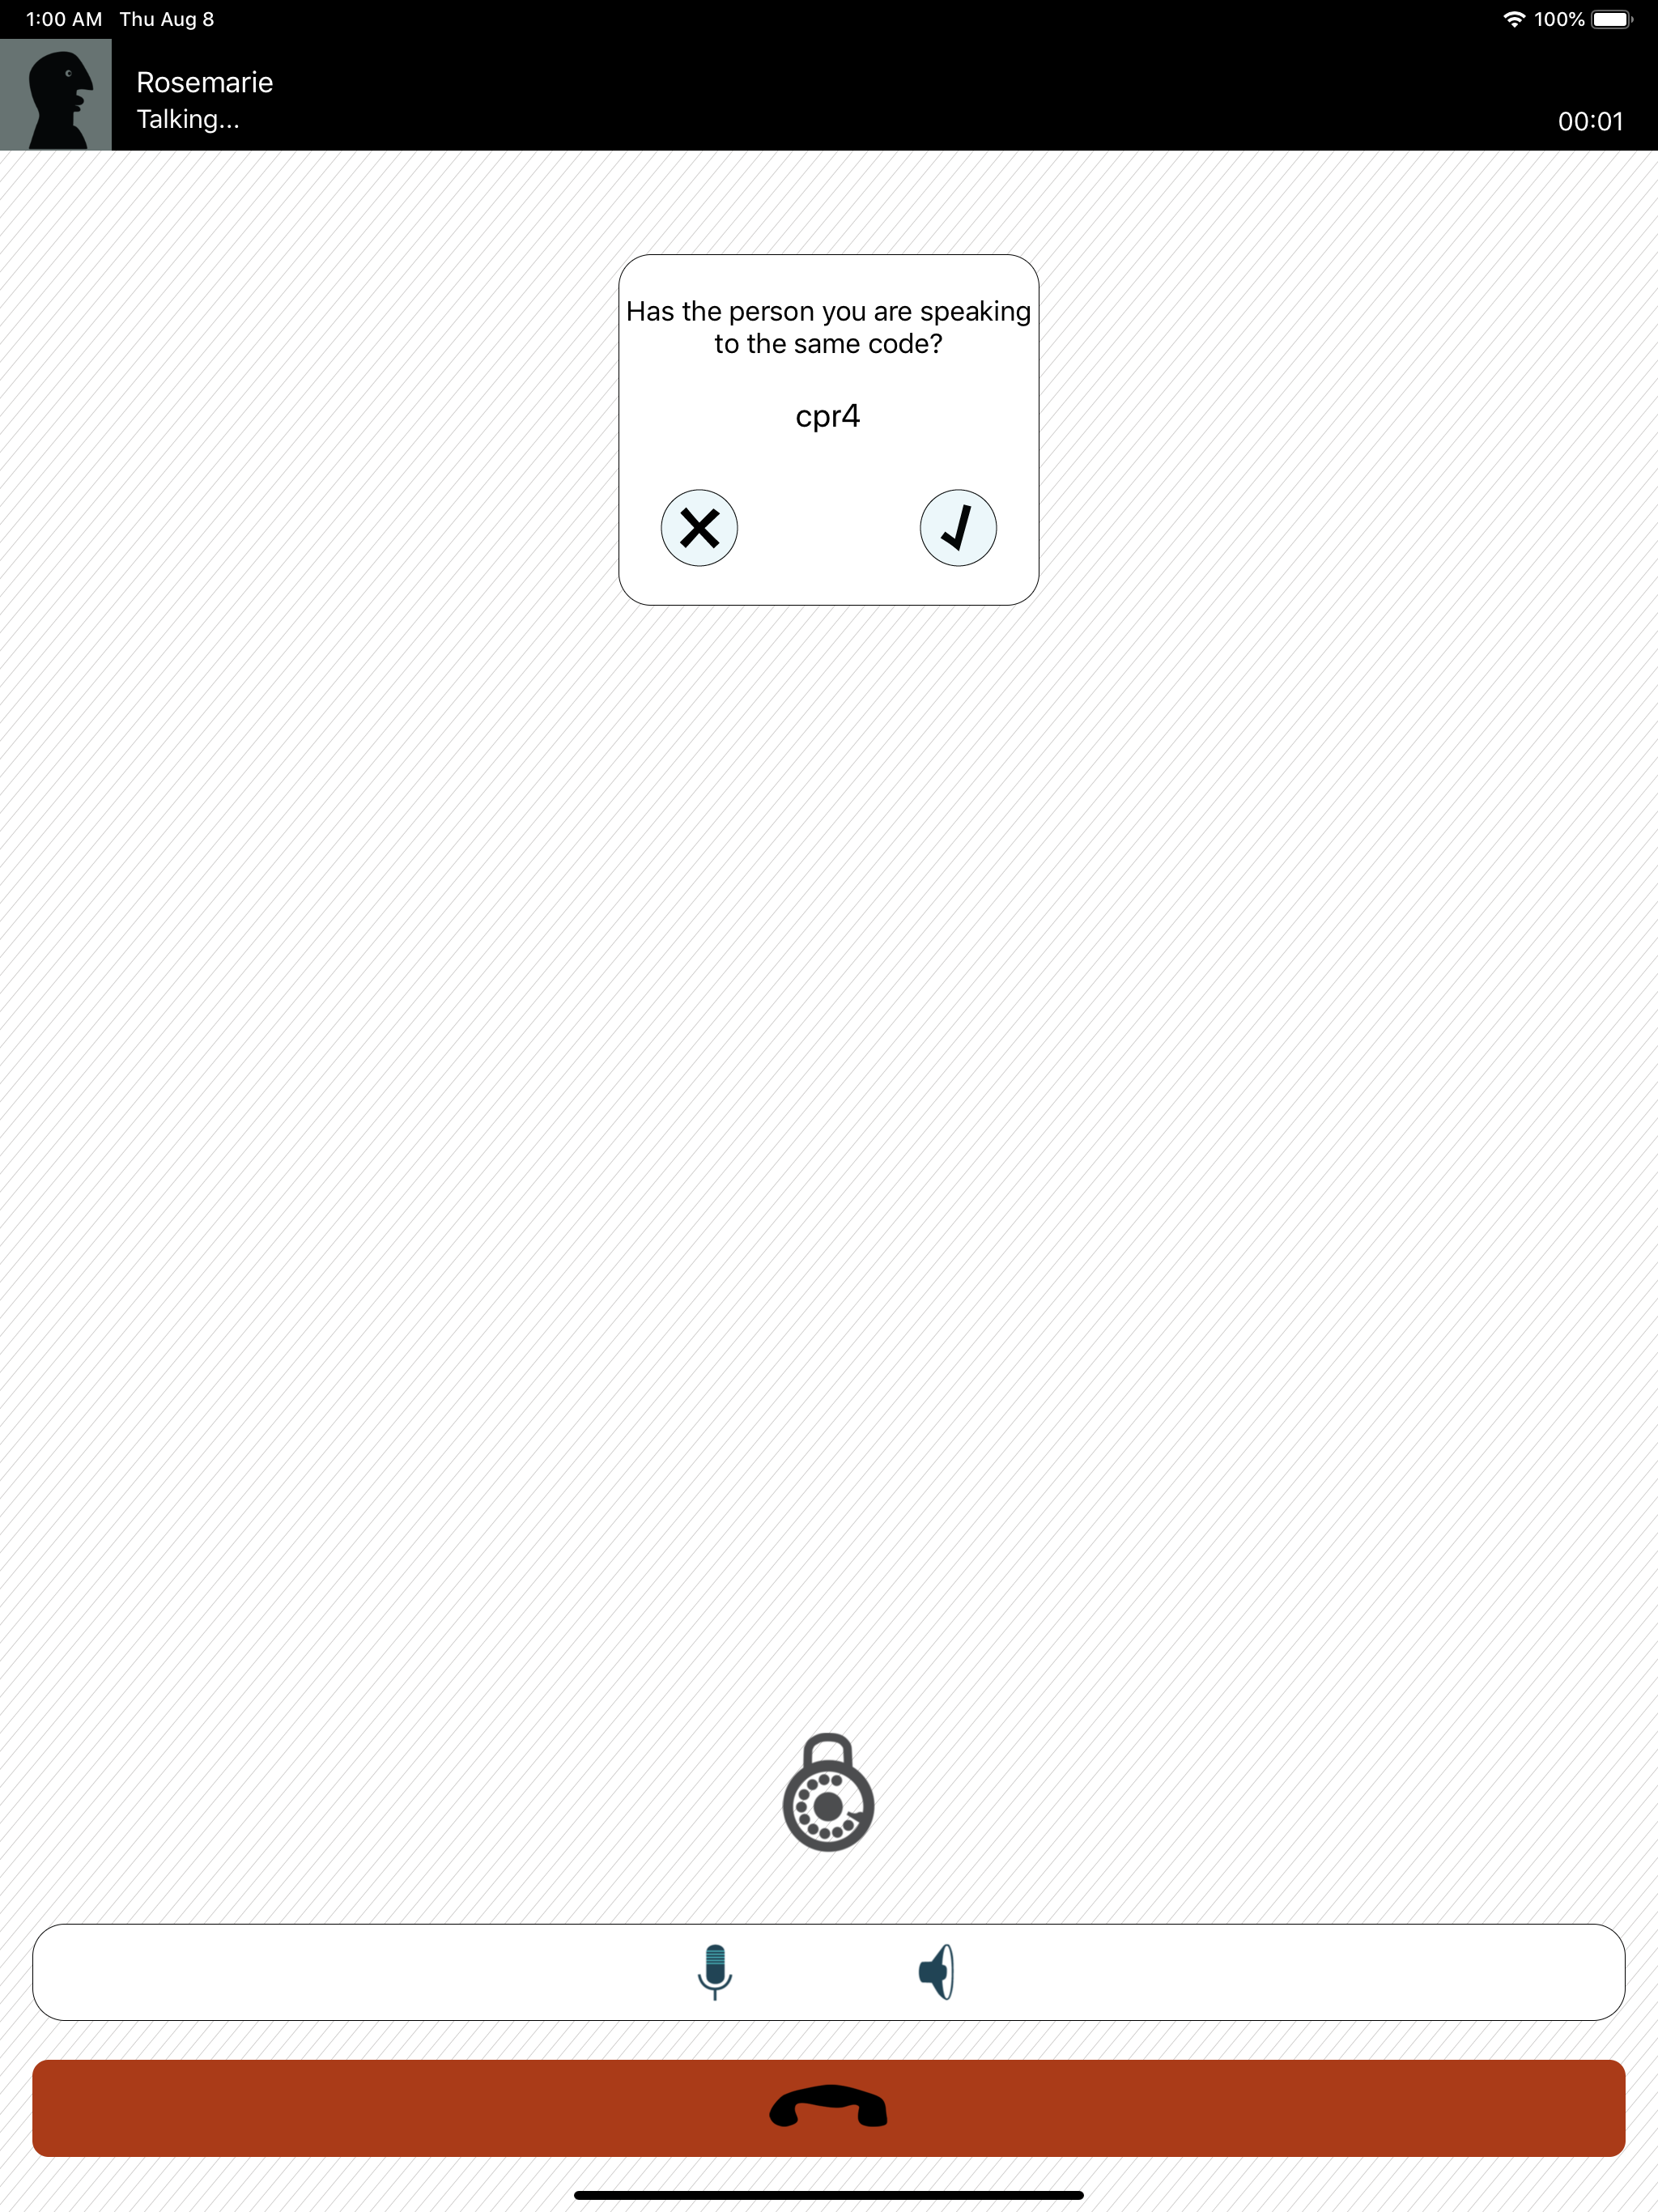 1:00 AM Thu Aug 8 100%
Rosemarie
Talking...
00:01
Has the person you are speaking
to the same code?
cpr4